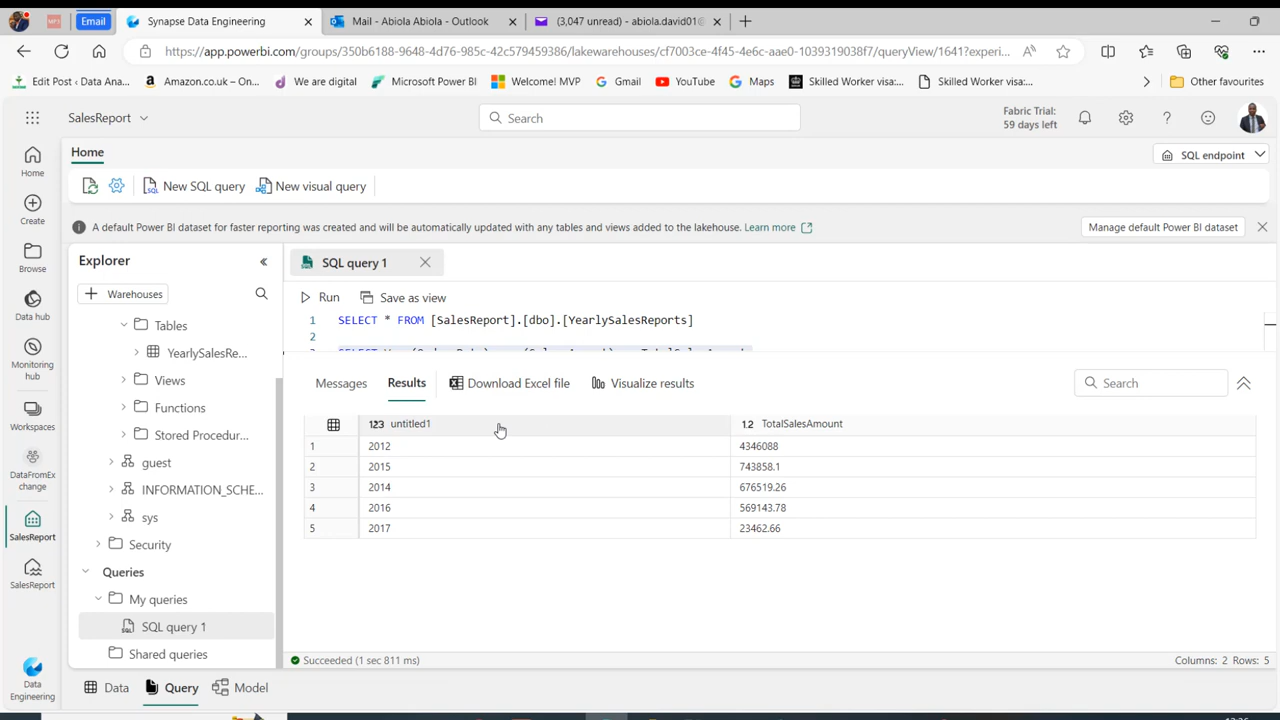 MF1 Email Synapse Data Engineering Mail - Abiola Abiola - Outlook (3,047 unread) - abiola.david01@
https://app.powerbi.com/groups/350b6188-9648-4d76-985c-42c579459386/lakewarehouses/cf7003ce-4f45-4e6c-aae0-1039319038f7/queryView/1641?experi...
Edit Post ‹ Data Ana... Amazon.co.uk – On... We are digital Microsoft Power BI Welcome! MVP Gmail YouTube Maps Skilled Worker visa:... Skilled Worker visa:... Other favourites
SalesReport Search Fabric Trial:
59 days left
Home
SQL endpoint
New SQL query New visual query
A default Power BI dataset for faster reporting was created and will be automatically updated with any tables and views added to the lakehouse. Learn more Manage default Power BI dataset
Home
Create
Browse
Data hub
Monitoring
hub
Workspaces
DataFromEx
change
SalesReport
SalesReport
Data
Engineering
Explorer
Warehouses
Tables
YearlySalesRe...
Views
Functions
Stored Procedur...
guest
INFORMATION_SCHE...
sys
Security
Queries
My queries
SQL query 1
Shared queries
SQL query 1
Run Save as view
1 SELECT * FROM [SalesReport].[dbo].[YearlySalesReports]
2
Messages Results Download Excel file Visualize results Search
123 untitled1 1.2 TotalSalesAmount
1 2012 4346088
2 2015 743858.1
3 2014 676519.26
4 2016 569143.78
5 2017 23462.66
Succeeded (1 sec 811 ms) Columns: 2 Rows: 5
Data Query Model